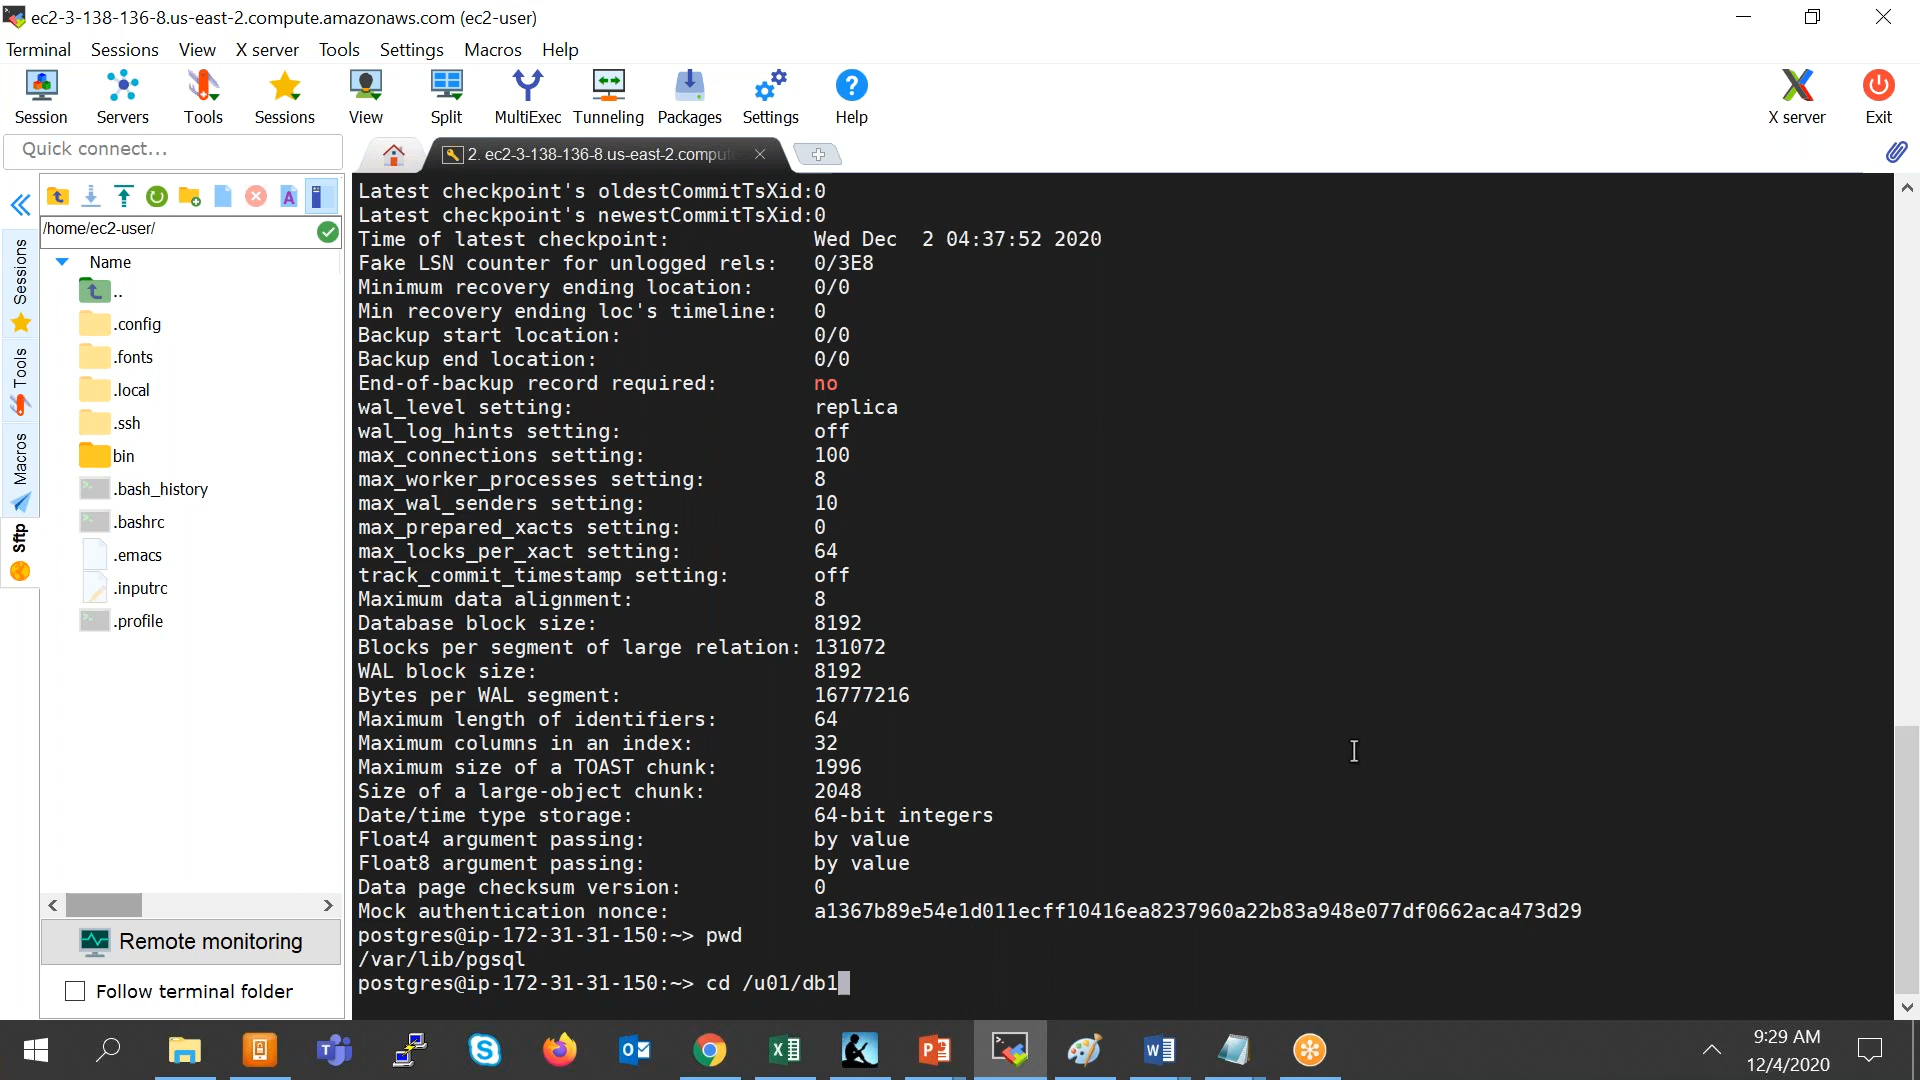 ec2-3-138-136-8.us-east-2.compute.amazonaws.com (ec2-user)
Terminal Sessions View X server Tools Settings Macros Help
Session Servers Tools Sessions View Split MultiExec Tunneling Packages Settings Help X server Exit
Quick connect...
2. ec2-3-138-136-8.us-east-2.compute
/home/ec2-user/
Name
..
.config
.fonts
.local
.ssh
bin
.bash_history
.bashrc
.emacs
.inputrc
.profile
Sessions
Tools
Macros
Sftp
Remote monitoring
Follow terminal folder
Latest checkpoint's oldestCommitTsXid:0
Latest checkpoint's newestCommitTsXid:0
Time of latest checkpoint: Wed Dec  2 04:37:52 2020
Fake LSN counter for unlogged rels: 0/3E8
Minimum recovery ending location: 0/0
Min recovery ending loc's timeline: 0
Backup start location: 0/0
Backup end location: 0/0
End-of-backup record required: no
wal_level setting: replica
wal_log_hints setting: off
max_connections setting: 100
max_worker_processes setting: 8
max_wal_senders setting: 10
max_prepared_xacts setting: 0
max_locks_per_xact setting: 64
track_commit_timestamp setting: off
Maximum data alignment: 8
Database block size: 8192
Blocks per segment of large relation: 131072
WAL block size: 8192
Bytes per WAL segment: 16777216
Maximum length of identifiers: 64
Maximum columns in an index: 32
Maximum size of a TOAST chunk: 1996
Size of a large-object chunk: 2048
Date/time type storage: 64-bit integers
Float4 argument passing: by value
Float8 argument passing: by value
Data page checksum version: 0
Mock authentication nonce: a1367b89e54e1d011ecff10416ea8237960a22b83a948e077df0662aca473d29
postgres@ip-172-31-31-150:~> pwd
/var/lib/pgsql
postgres@ip-172-31-31-150:~> cd /u01/db1
9:29 AM
12/4/2020